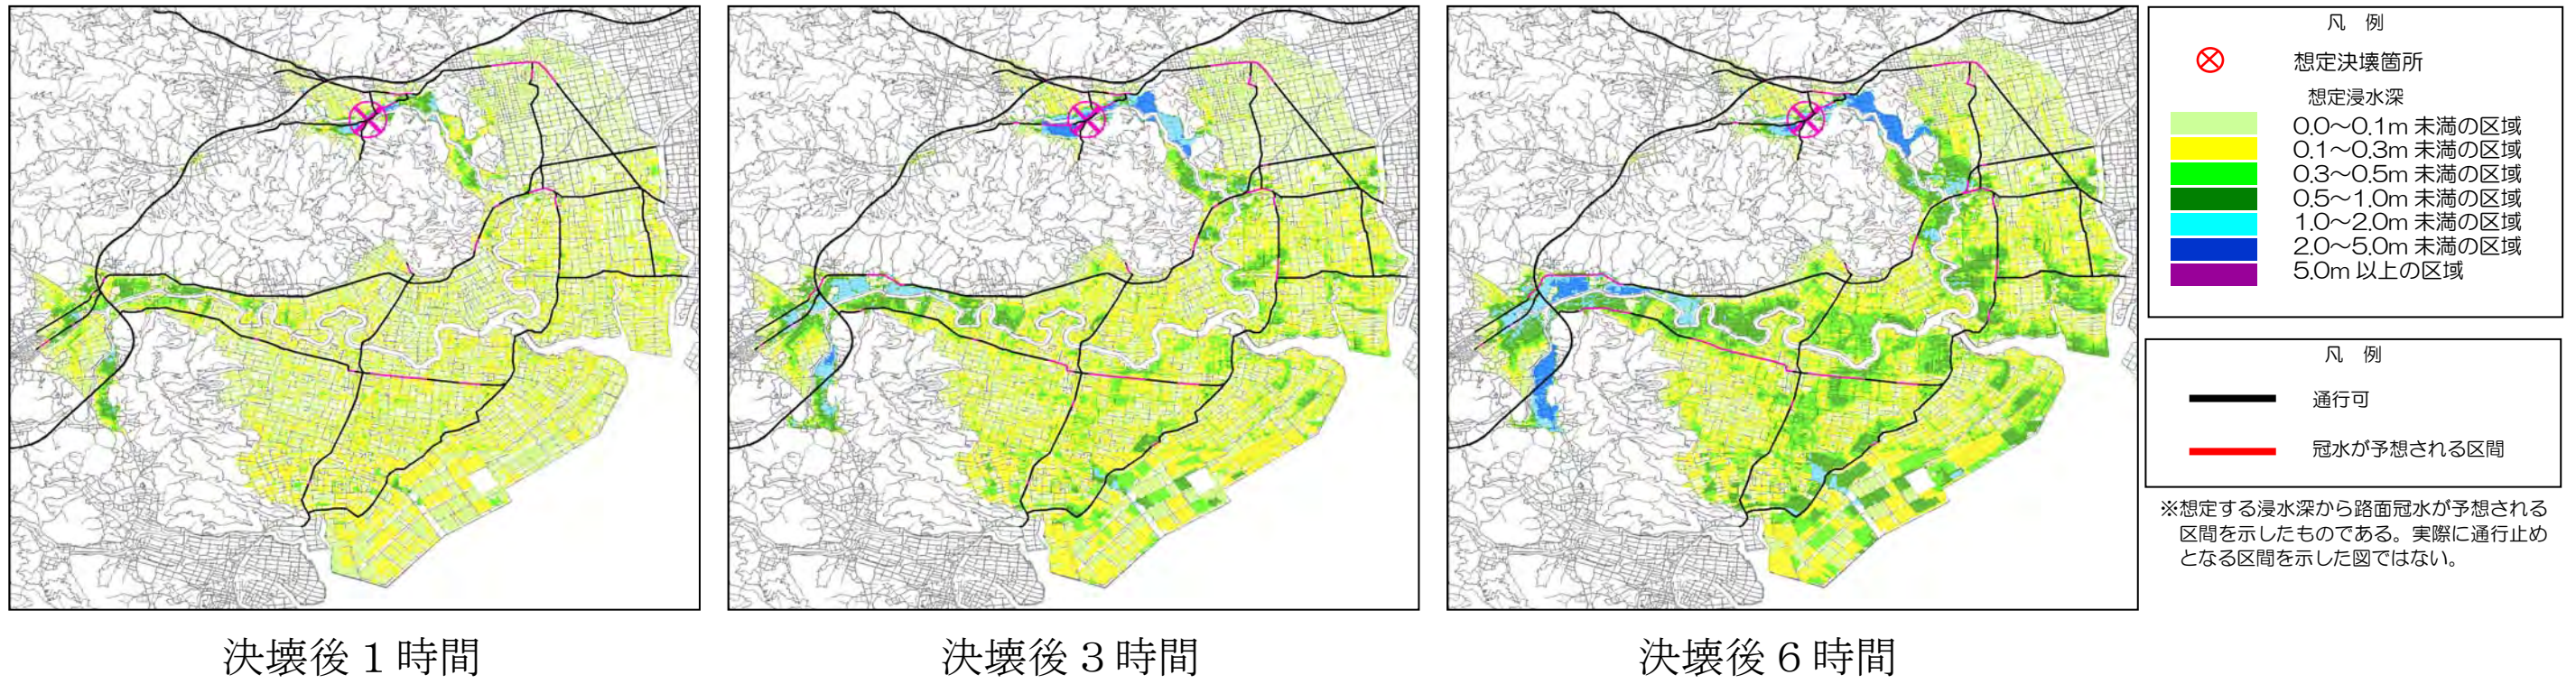 凡 例
想定決壊箇所
想定浸水深
0.0～0.1m 未満の区域
0.1～0.3m 未満の区域
0.3～0.5m 未満の区域
0.5～1.0m 未満の区域
1.0～2.0m 未満の区域
2.0～5.0m 未満の区域
5.0m 以上の区域
凡 例
通行可
冠水が予想される区間
※想定する浸水深から路面冠水が予想される
区間を示したものである。実際に通行止め
となる区間を示した図ではない。
決壊後１時間
決壊後３時間
決壊後６時間